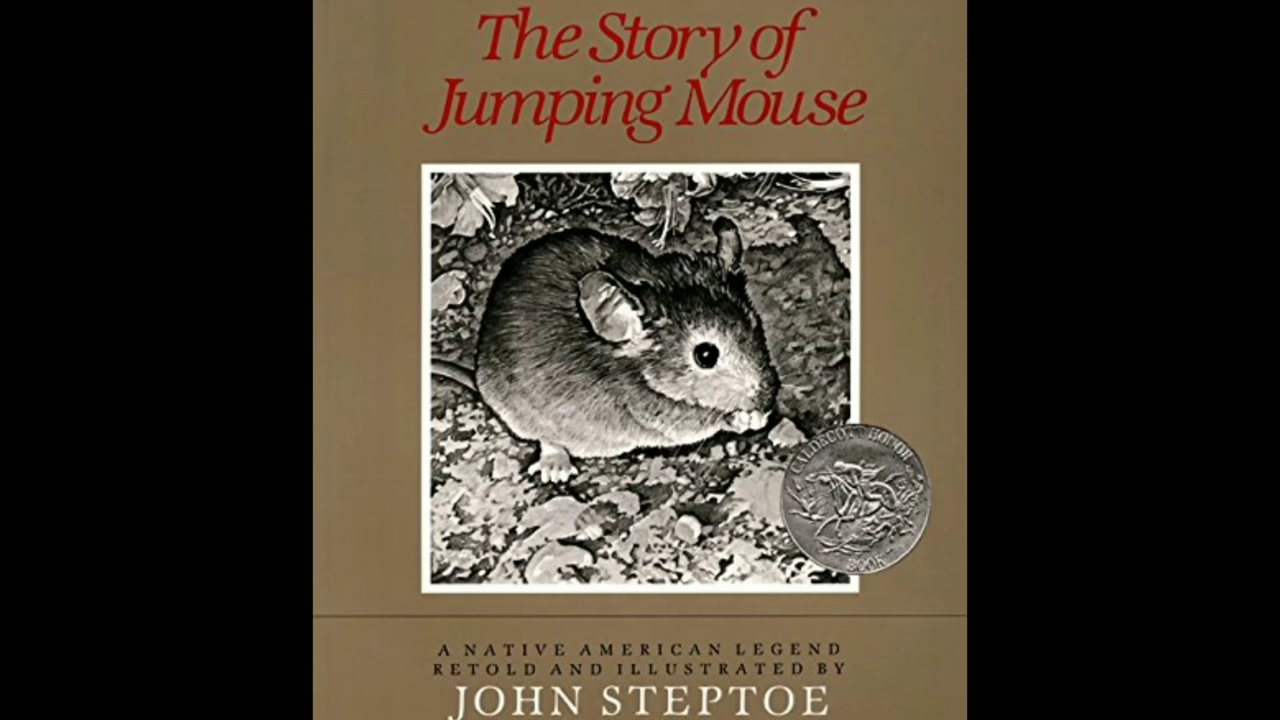 The Story of
Jumping Mouse
CALDECOTT HONOR
BOOK
A NATIVE AMERICAN LEGEND
RETOLD AND ILLUSTRATED BY
JOHN STEPTOE